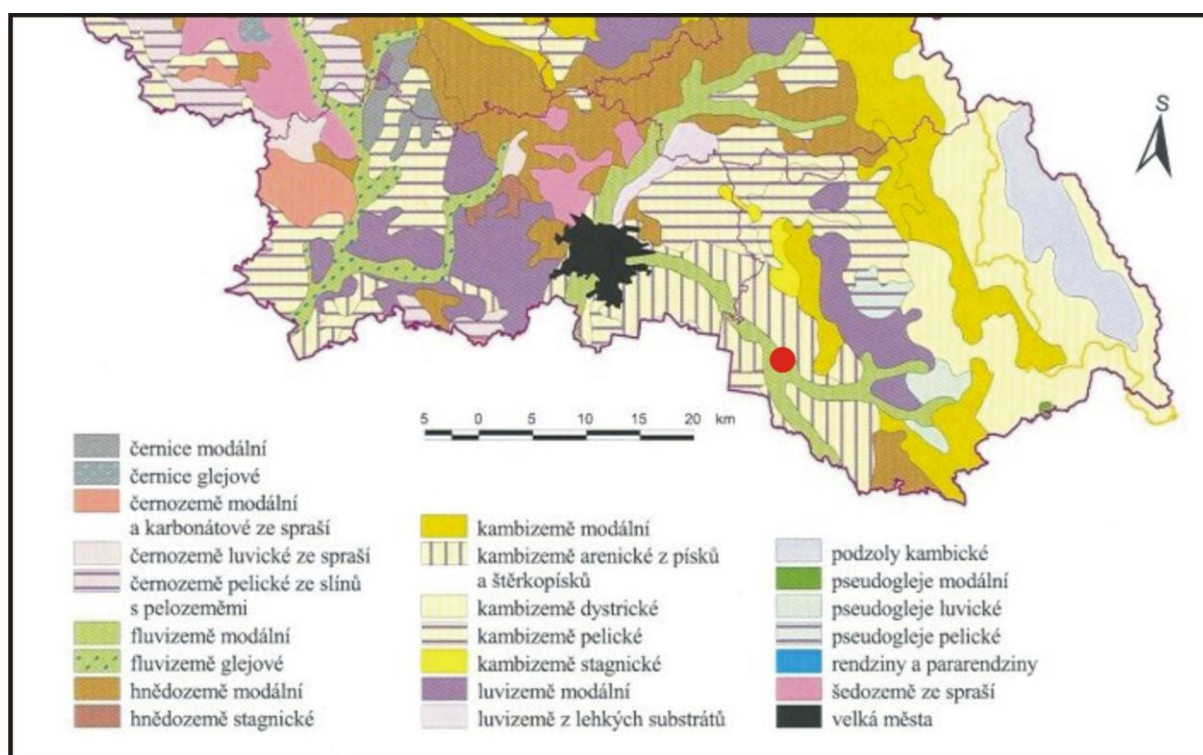 S
5 0 5 10 15 20 km
černice modální
černice glejové
černozemě modální
a karbonátové ze spraší
černozemě luvické ze spraší
černozemě pelické ze slínů
s pelozeměmi
fluvizemě modální
fluvizemě glejové
hnědozemě modální
hnědozemě stagnické
kambizemě modální
kambizemě arenické z písků
a štěrkopísků
kambizemě dystrické
kambizemě pelické
kambizemě stagnické
luvizemě modální
luvizemě z lehkých substrátů
podzoly kambické
pseudogleje modální
pseudogleje luvické
pseudogleje pelické
rendziny a pararendziny
šedozemě ze spraší
velká města